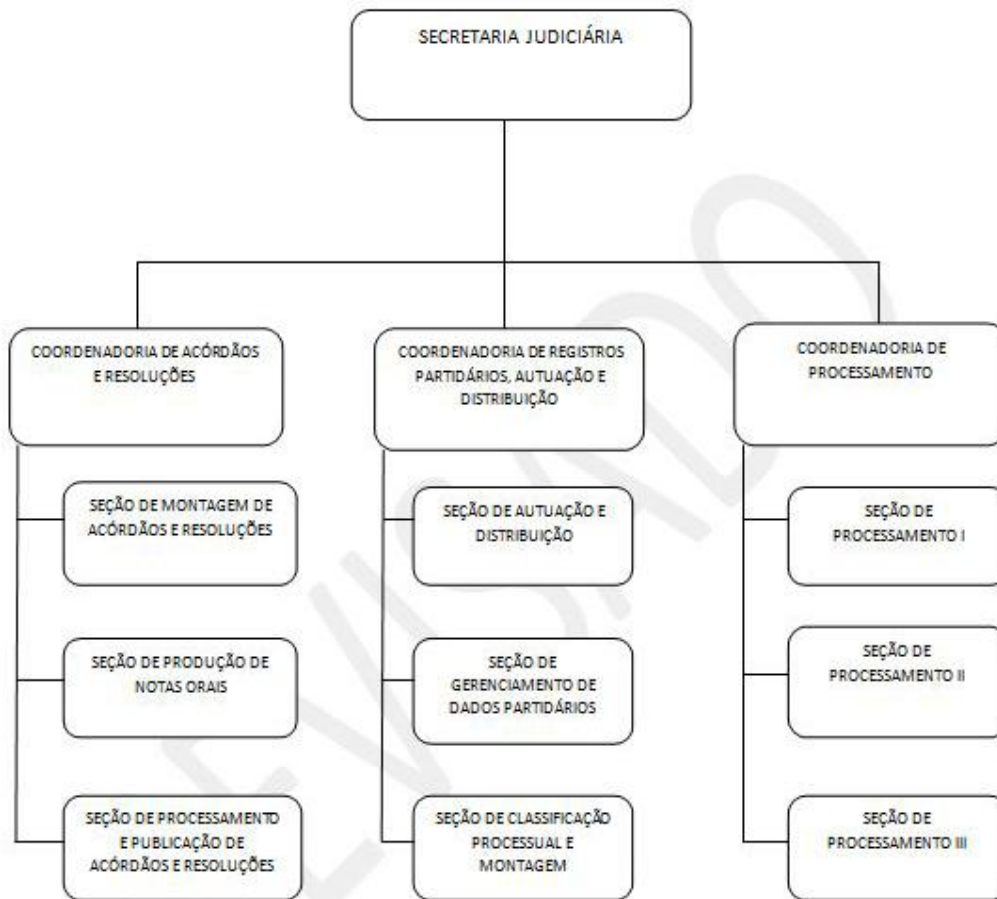 SECRETARIA JUDICIÁRIA
COORDENADORIA DE ACÓRDÃOS
E RESOLUÇÕES
SEÇÃO DE MONTAGEM DE
ACÓRDÃOS E RESOLUÇÕES
SEÇÃO DE PRODUÇÃO DE
NOTAS ORAIS
SEÇÃO DE PROCESSAMENTO
E PUBLICAÇÃO DE
ACÓRDÃOS E RESOLUÇÕES
COORDENADORIA DE REGISTROS
PARTIDÁRIOS, AUTUAÇÃO E
DISTRIBUIÇÃO
SEÇÃO DE AUTUAÇÃO E
DISTRIBUIÇÃO
SEÇÃO DE
GERENCIAMENTO DE
DADOS PARTIDÁRIOS
SEÇÃO DE CLASSIFICAÇÃO
PROCESSUAL E
MONTAGEM
COORDENADORIA DE
PROCESSAMENTO
SEÇÃO DE
PROCESSAMENTO I
SEÇÃO DE
PROCESSAMENTO II
SEÇÃO DE
PROCESSAMENTO III
EVISADO